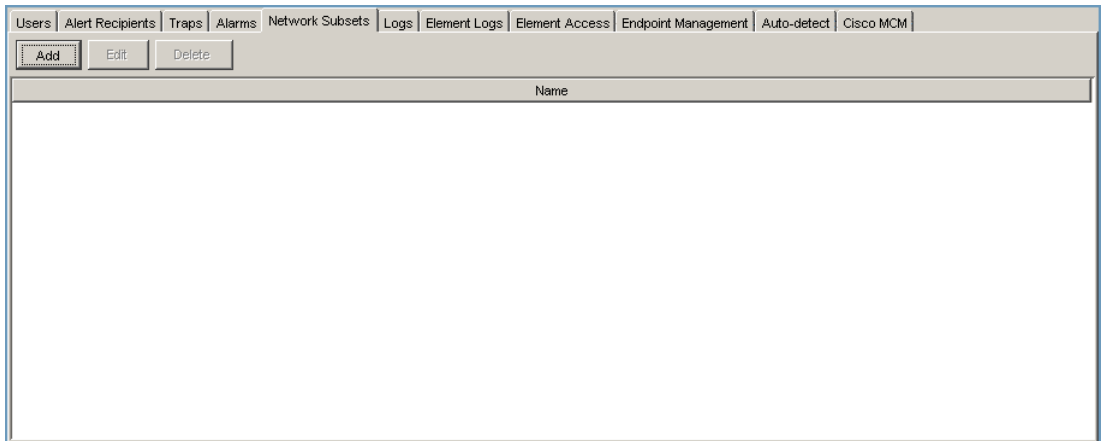 Users Alert Recipients Traps Alarms Network Subsets Logs Element Logs Element Access Endpoint Management Auto-detect Cisco MCM
Add Edit Delete
Name